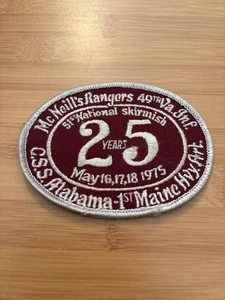 McNeill's Rangers 49TH Va. Inf.
51st National Skirmish
25
YEARS
May 16,17,18 1975
C.S.S. Alabama-1ST Maine Hvy. Art.